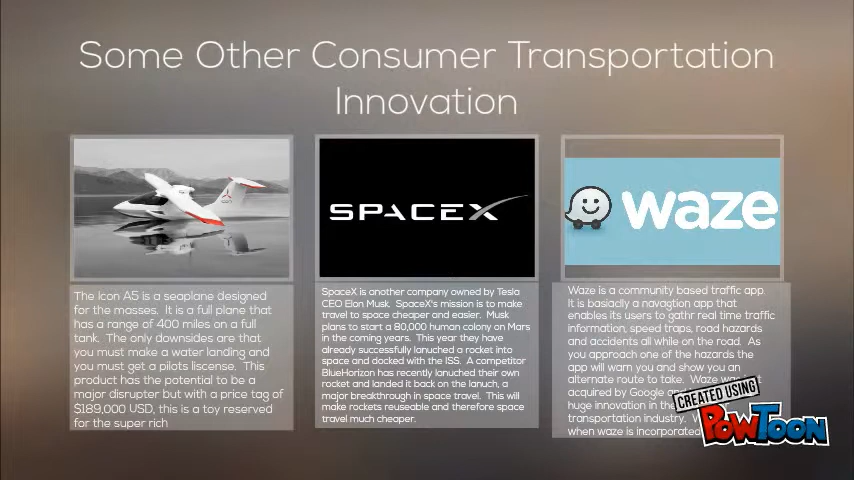 Some Other Consumer Transportation
Innovation
SPACEX
waze
The Icon A5 is a seaplane designed
for the masses. It is a full plane that
has a range of 400 miles on a full
tank. The only downsides are that
you must make a water landing and
you must get a pilots liscense. This
product has the potential to be a
major disrupter but with a price tag of
$189,000 USD, this is a toy reserved
for the super rich
SpaceX is another company owned by Tesla
CEO Elon Musk. SpaceX's mission is to make
travel to space cheaper and easier. Musk
plans to start a 80,000 human colony on Mars
in the coming years. This year they have
already successfully lanuched a rocket into
space and docked with the ISS. A competitor
BlueHorizon has recently lanuched their own
rocket and landed it back on the lanuch, a
major breakthrough in space travel. This will
make rockets reuseable and therefore space
travel much cheaper.
Waze is a community based traffic app.
It is basiaclly a navagtion app that
enables its users to gathr real time traffic
information, speed traps, road hazards
and accidents all while on the road. As
you approach one of the hazards the
app will warn you and show you an
alternate route to take. Waze
acquired by Google
huge innovation in the
transportation industry.
when waze is incorporated
CREATED USING
POWTOON